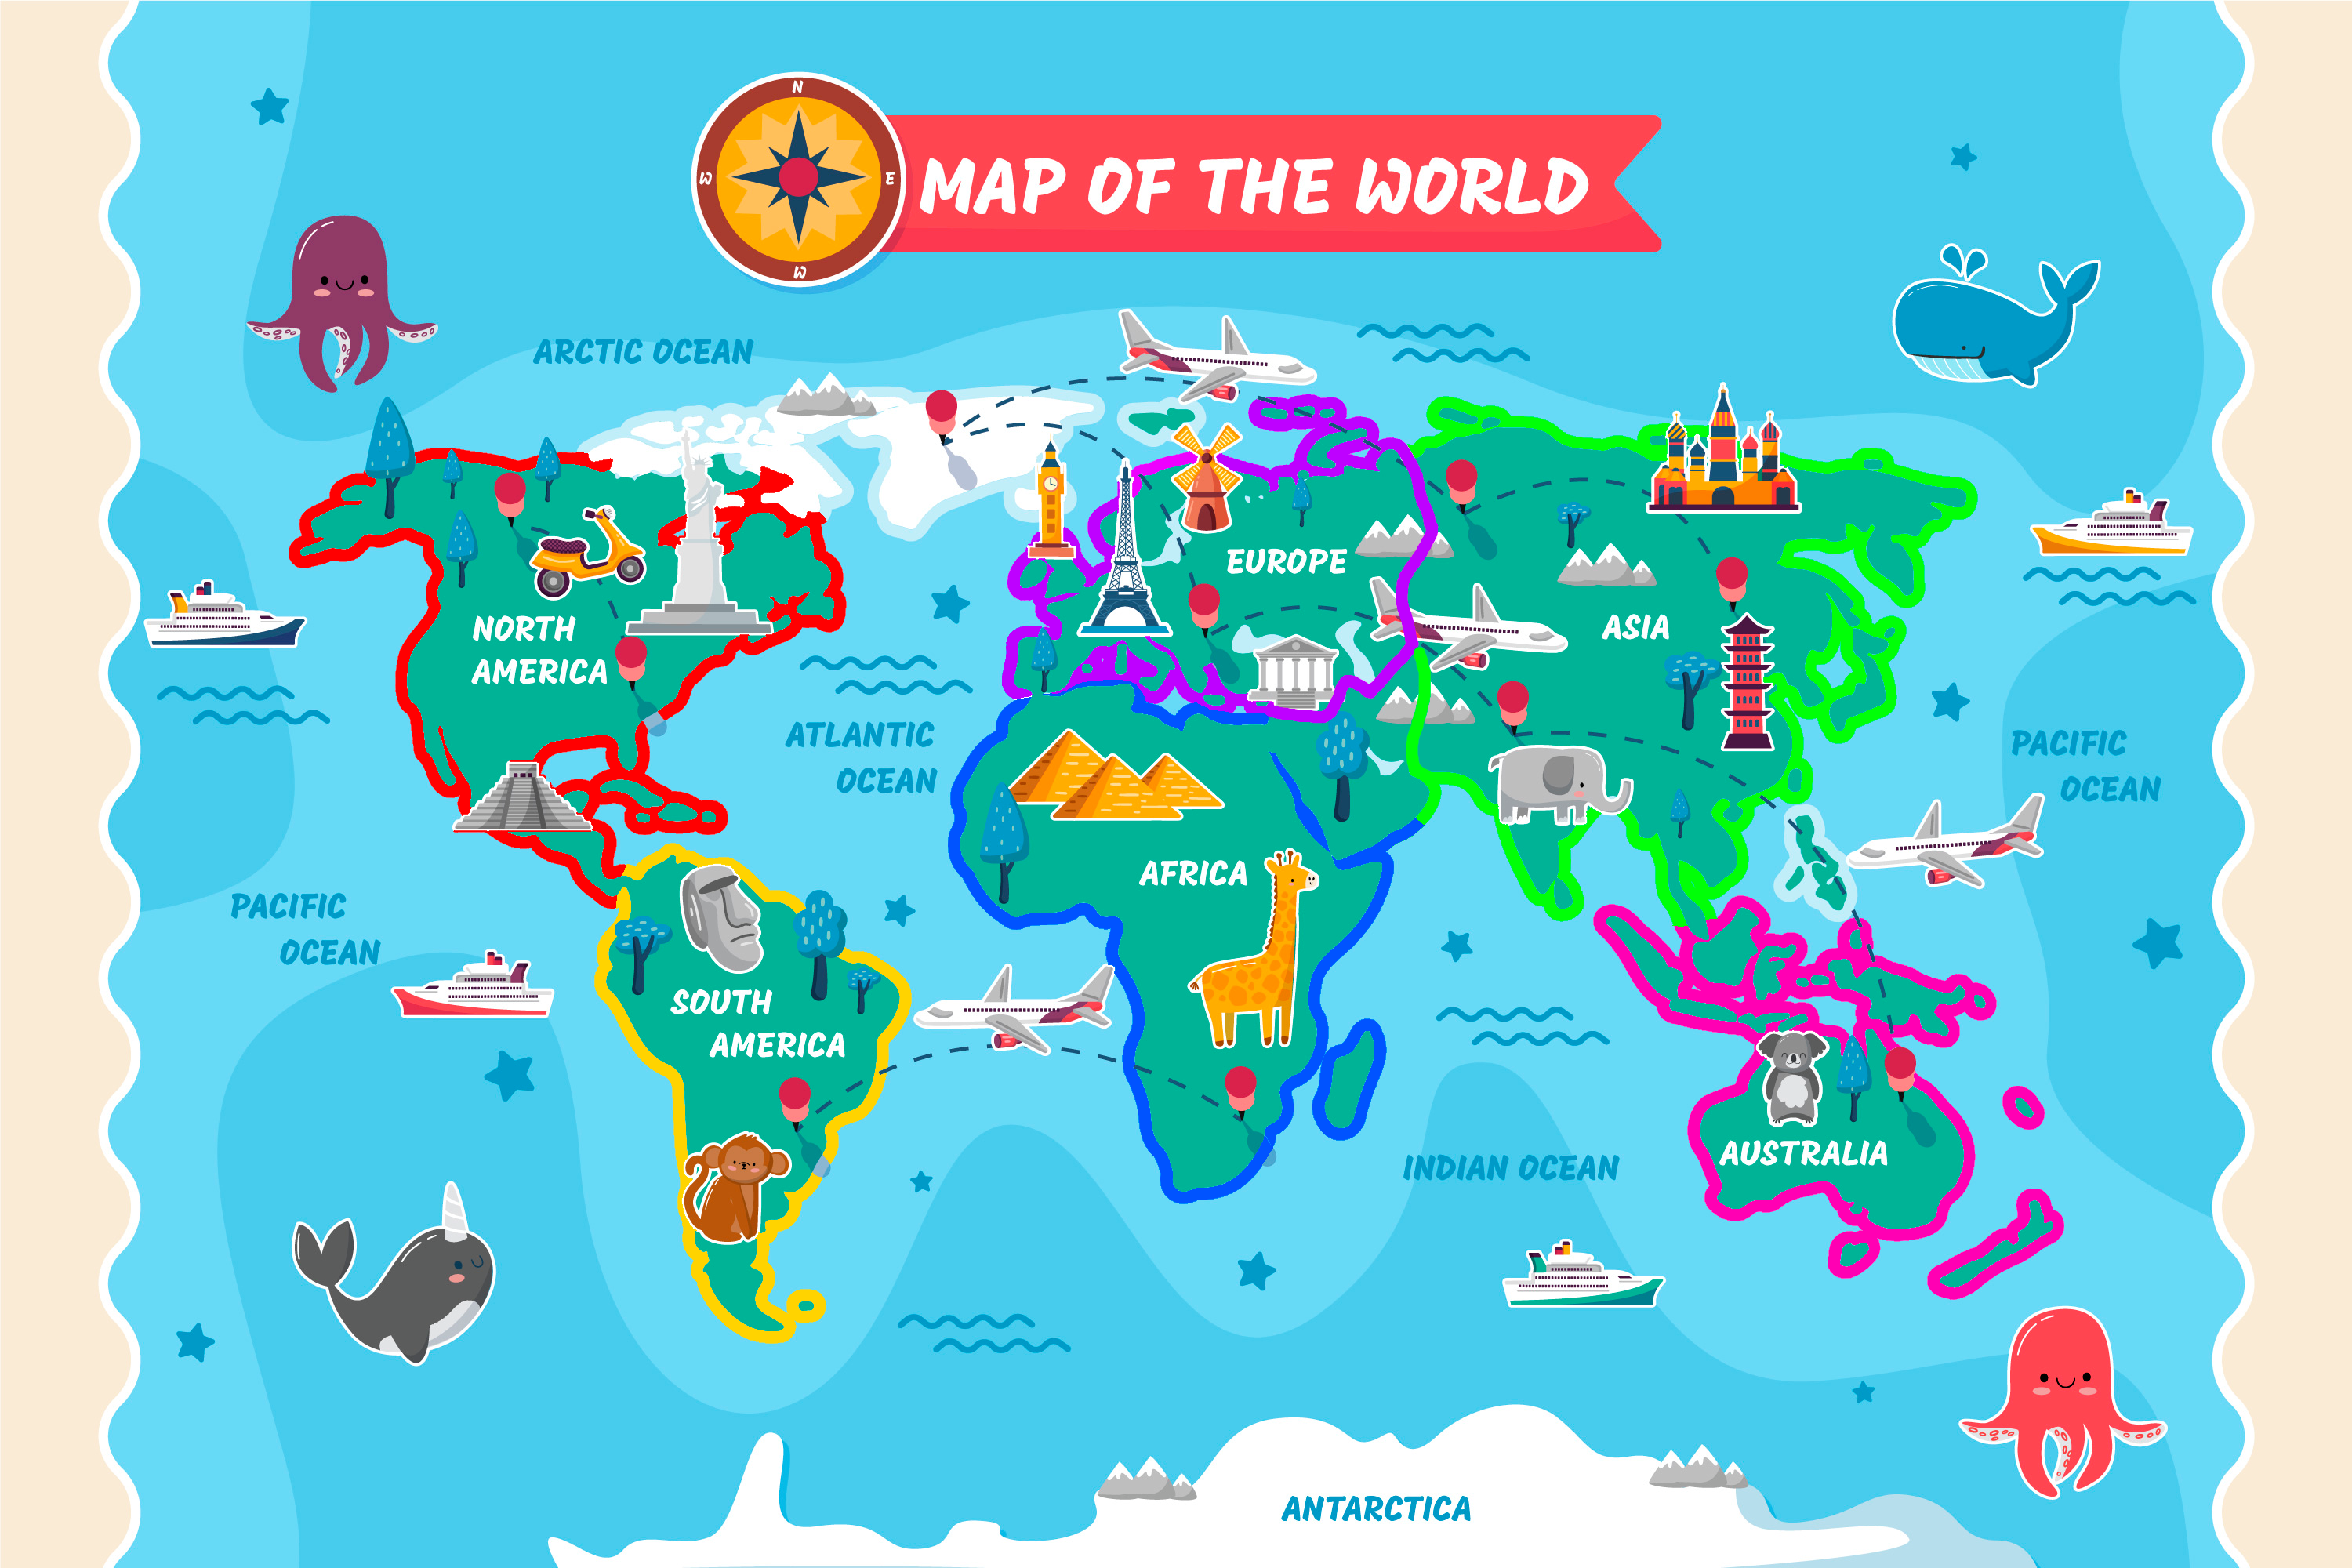 N
W
E
W
MAP OF THE WORLD
ARCTIC OCEAN
EUROPE
ASIA
NORTH
AMERICA
ATLANTIC
OCEAN
PACIFIC
OCEAN
AFRICA
PACIFIC
OCEAN
SOUTH
AMERICA
AUSTRALIA
INDIAN OCEAN
ANTARCTICA